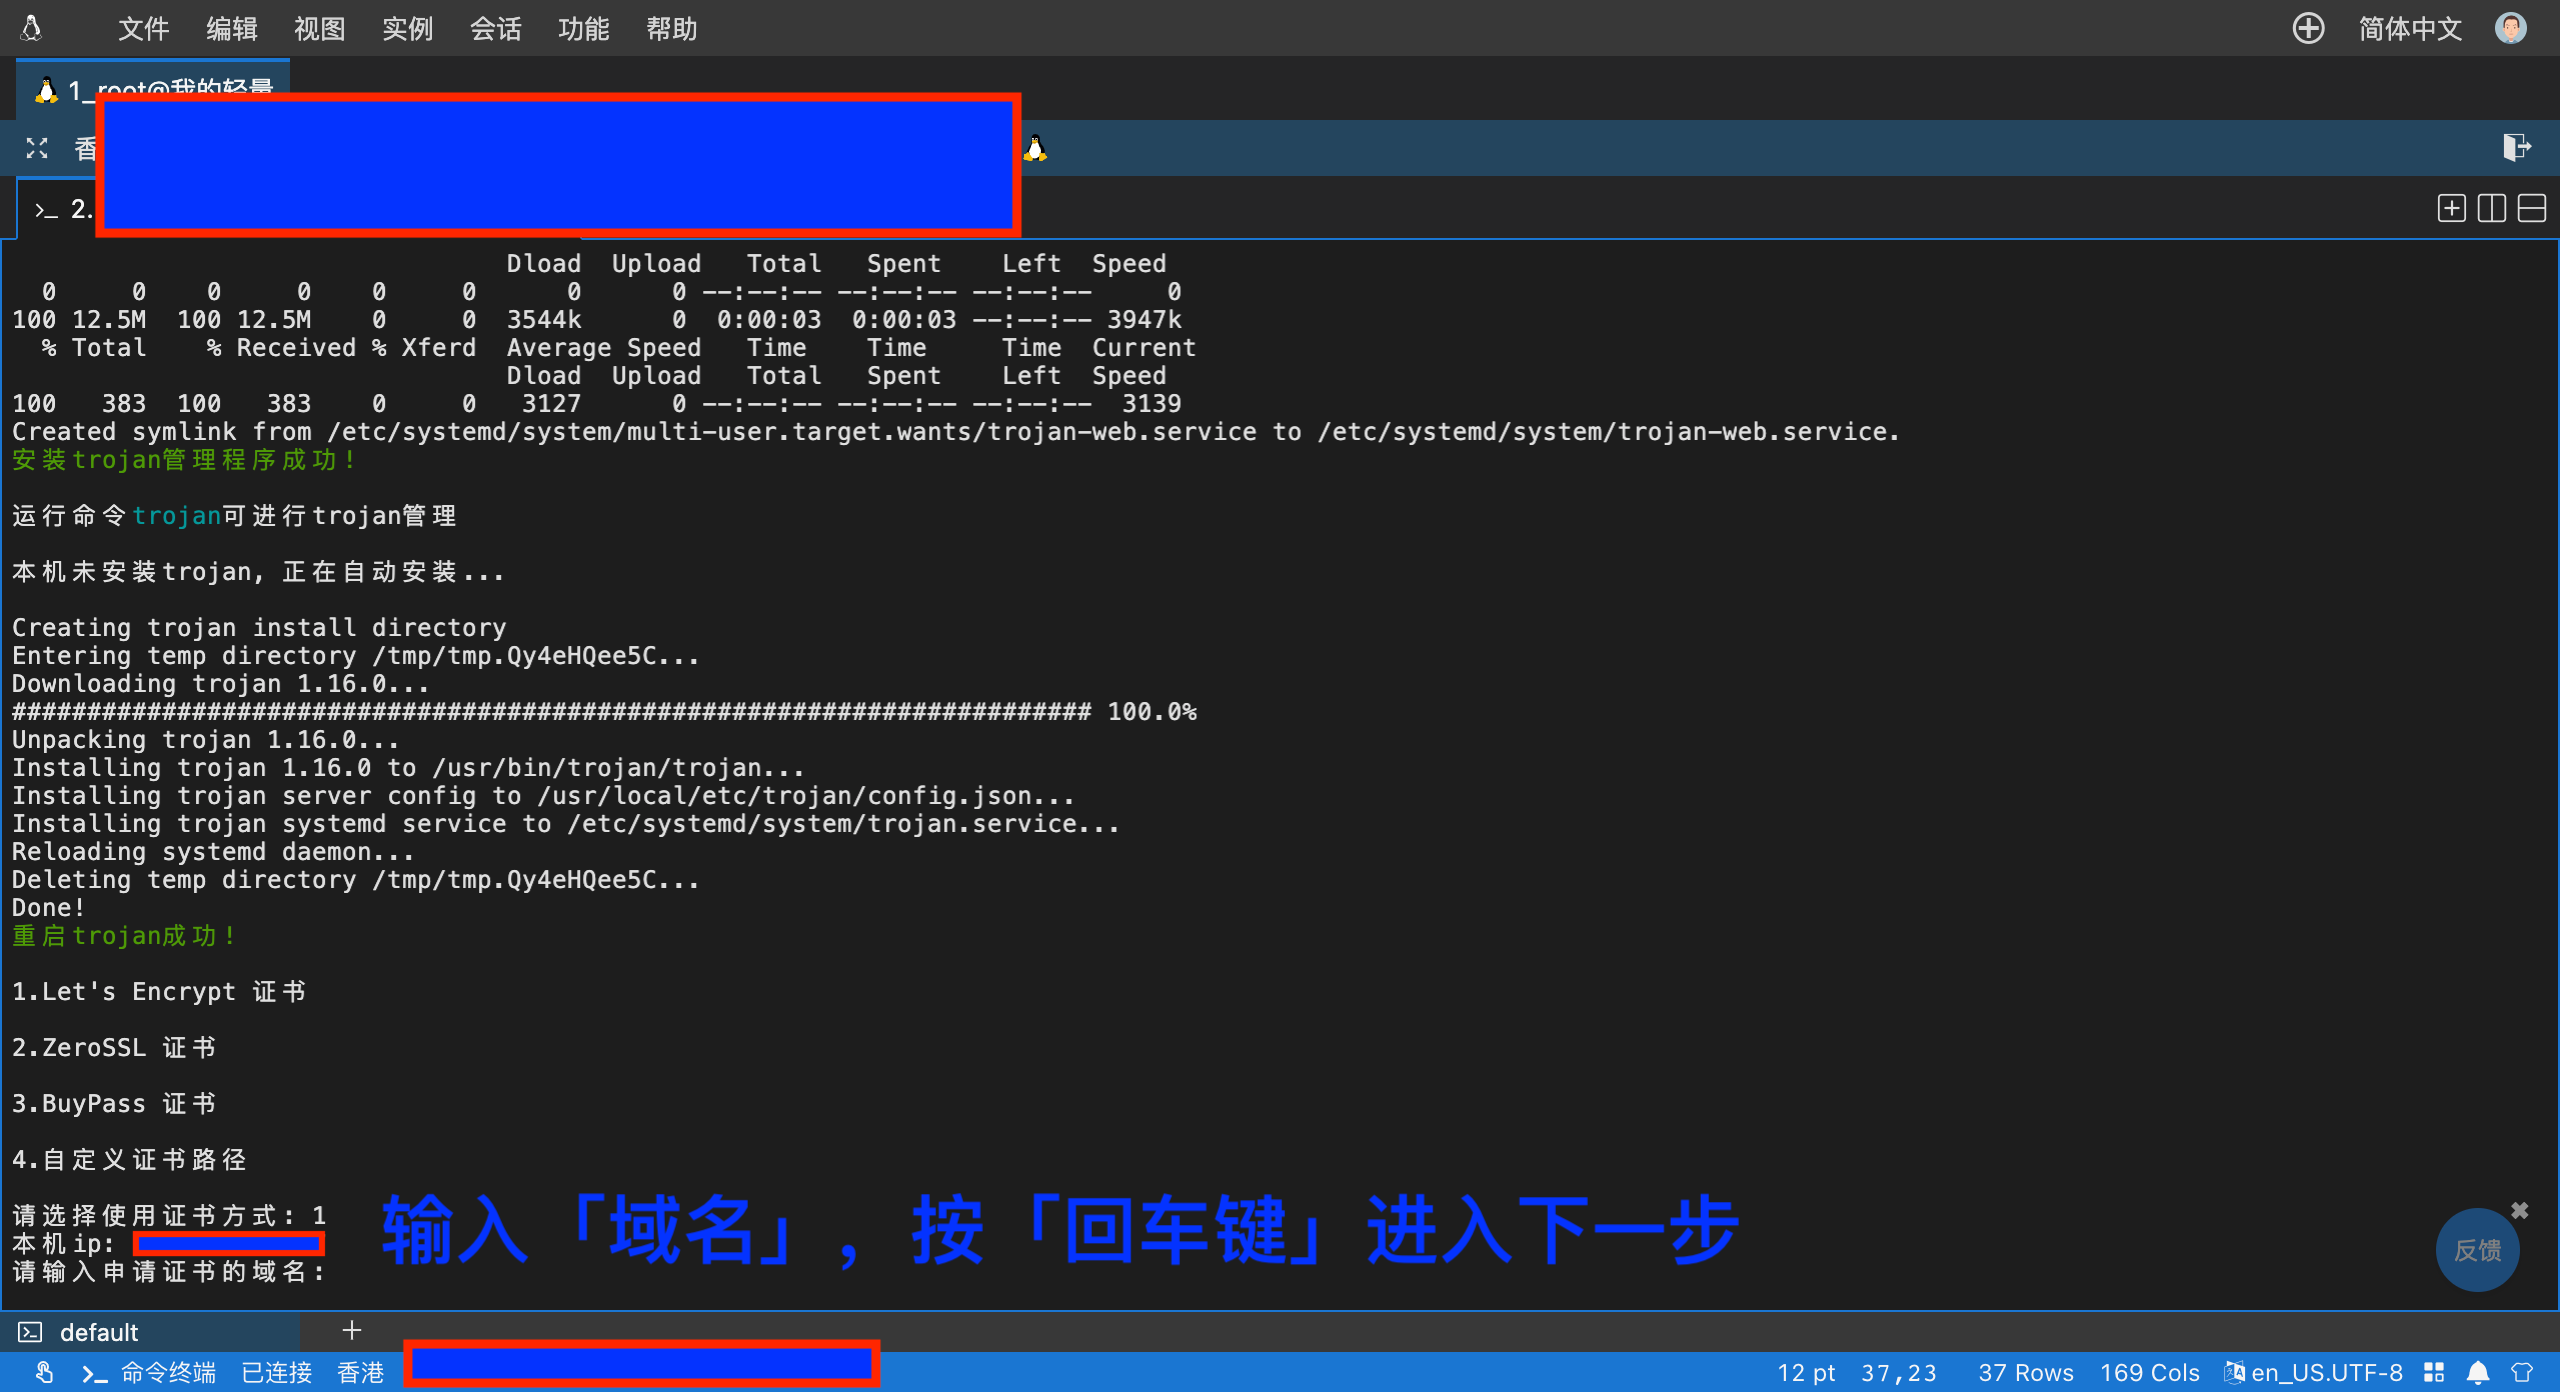 文件 编辑 视图 实例 会话 功能 帮助 简体中文
1_root@我的轻量
香
>_ 2.
Dload Upload Total Spent Left Speed
0 0 0 0 0 0 0 0 --:--:-- --:--:-- --:--:-- 0
100 12.5M 100 12.5M 0 0 3544k 0 0:00:03 0:00:03 --:--:-- 3947k
% Total % Received % Xferd Average Speed Time Time Time Current
Dload Upload Total Spent Left Speed
100 383 100 383 0 0 3127 0 --:--:-- --:--:-- --:--:-- 3139
Created symlink from /etc/systemd/system/multi-user.target.wants/trojan-web.service to /etc/systemd/system/trojan-web.service.
安装trojan管理程序成功!
运行命令trojan可进行trojan管理
本机未安装trojan, 正在自动安装...
Creating trojan install directory
Entering temp directory /tmp/tmp.Qy4eHQee5C...
Downloading trojan 1.16.0...
######################################################################## 100.0%
Unpacking trojan 1.16.0...
Installing trojan 1.16.0 to /usr/bin/trojan/trojan...
Installing trojan server config to /usr/local/etc/trojan/config.json...
Installing trojan systemd service to /etc/systemd/system/trojan.service...
Reloading systemd daemon...
Deleting temp directory /tmp/tmp.Qy4eHQee5C...
Done!
重启trojan成功!
1.Let's Encrypt 证书
2.ZeroSSL 证书
3.BuyPass 证书
4.自定义证书路径
请选择使用证书方式: 1
本机ip:
请输入申请证书的域名:
输入「域名」，按「回车键」进入下一步
反馈
default +
命令终端 已连接 香港 12 pt 37,23 37 Rows 169 Cols en_US.UTF-8